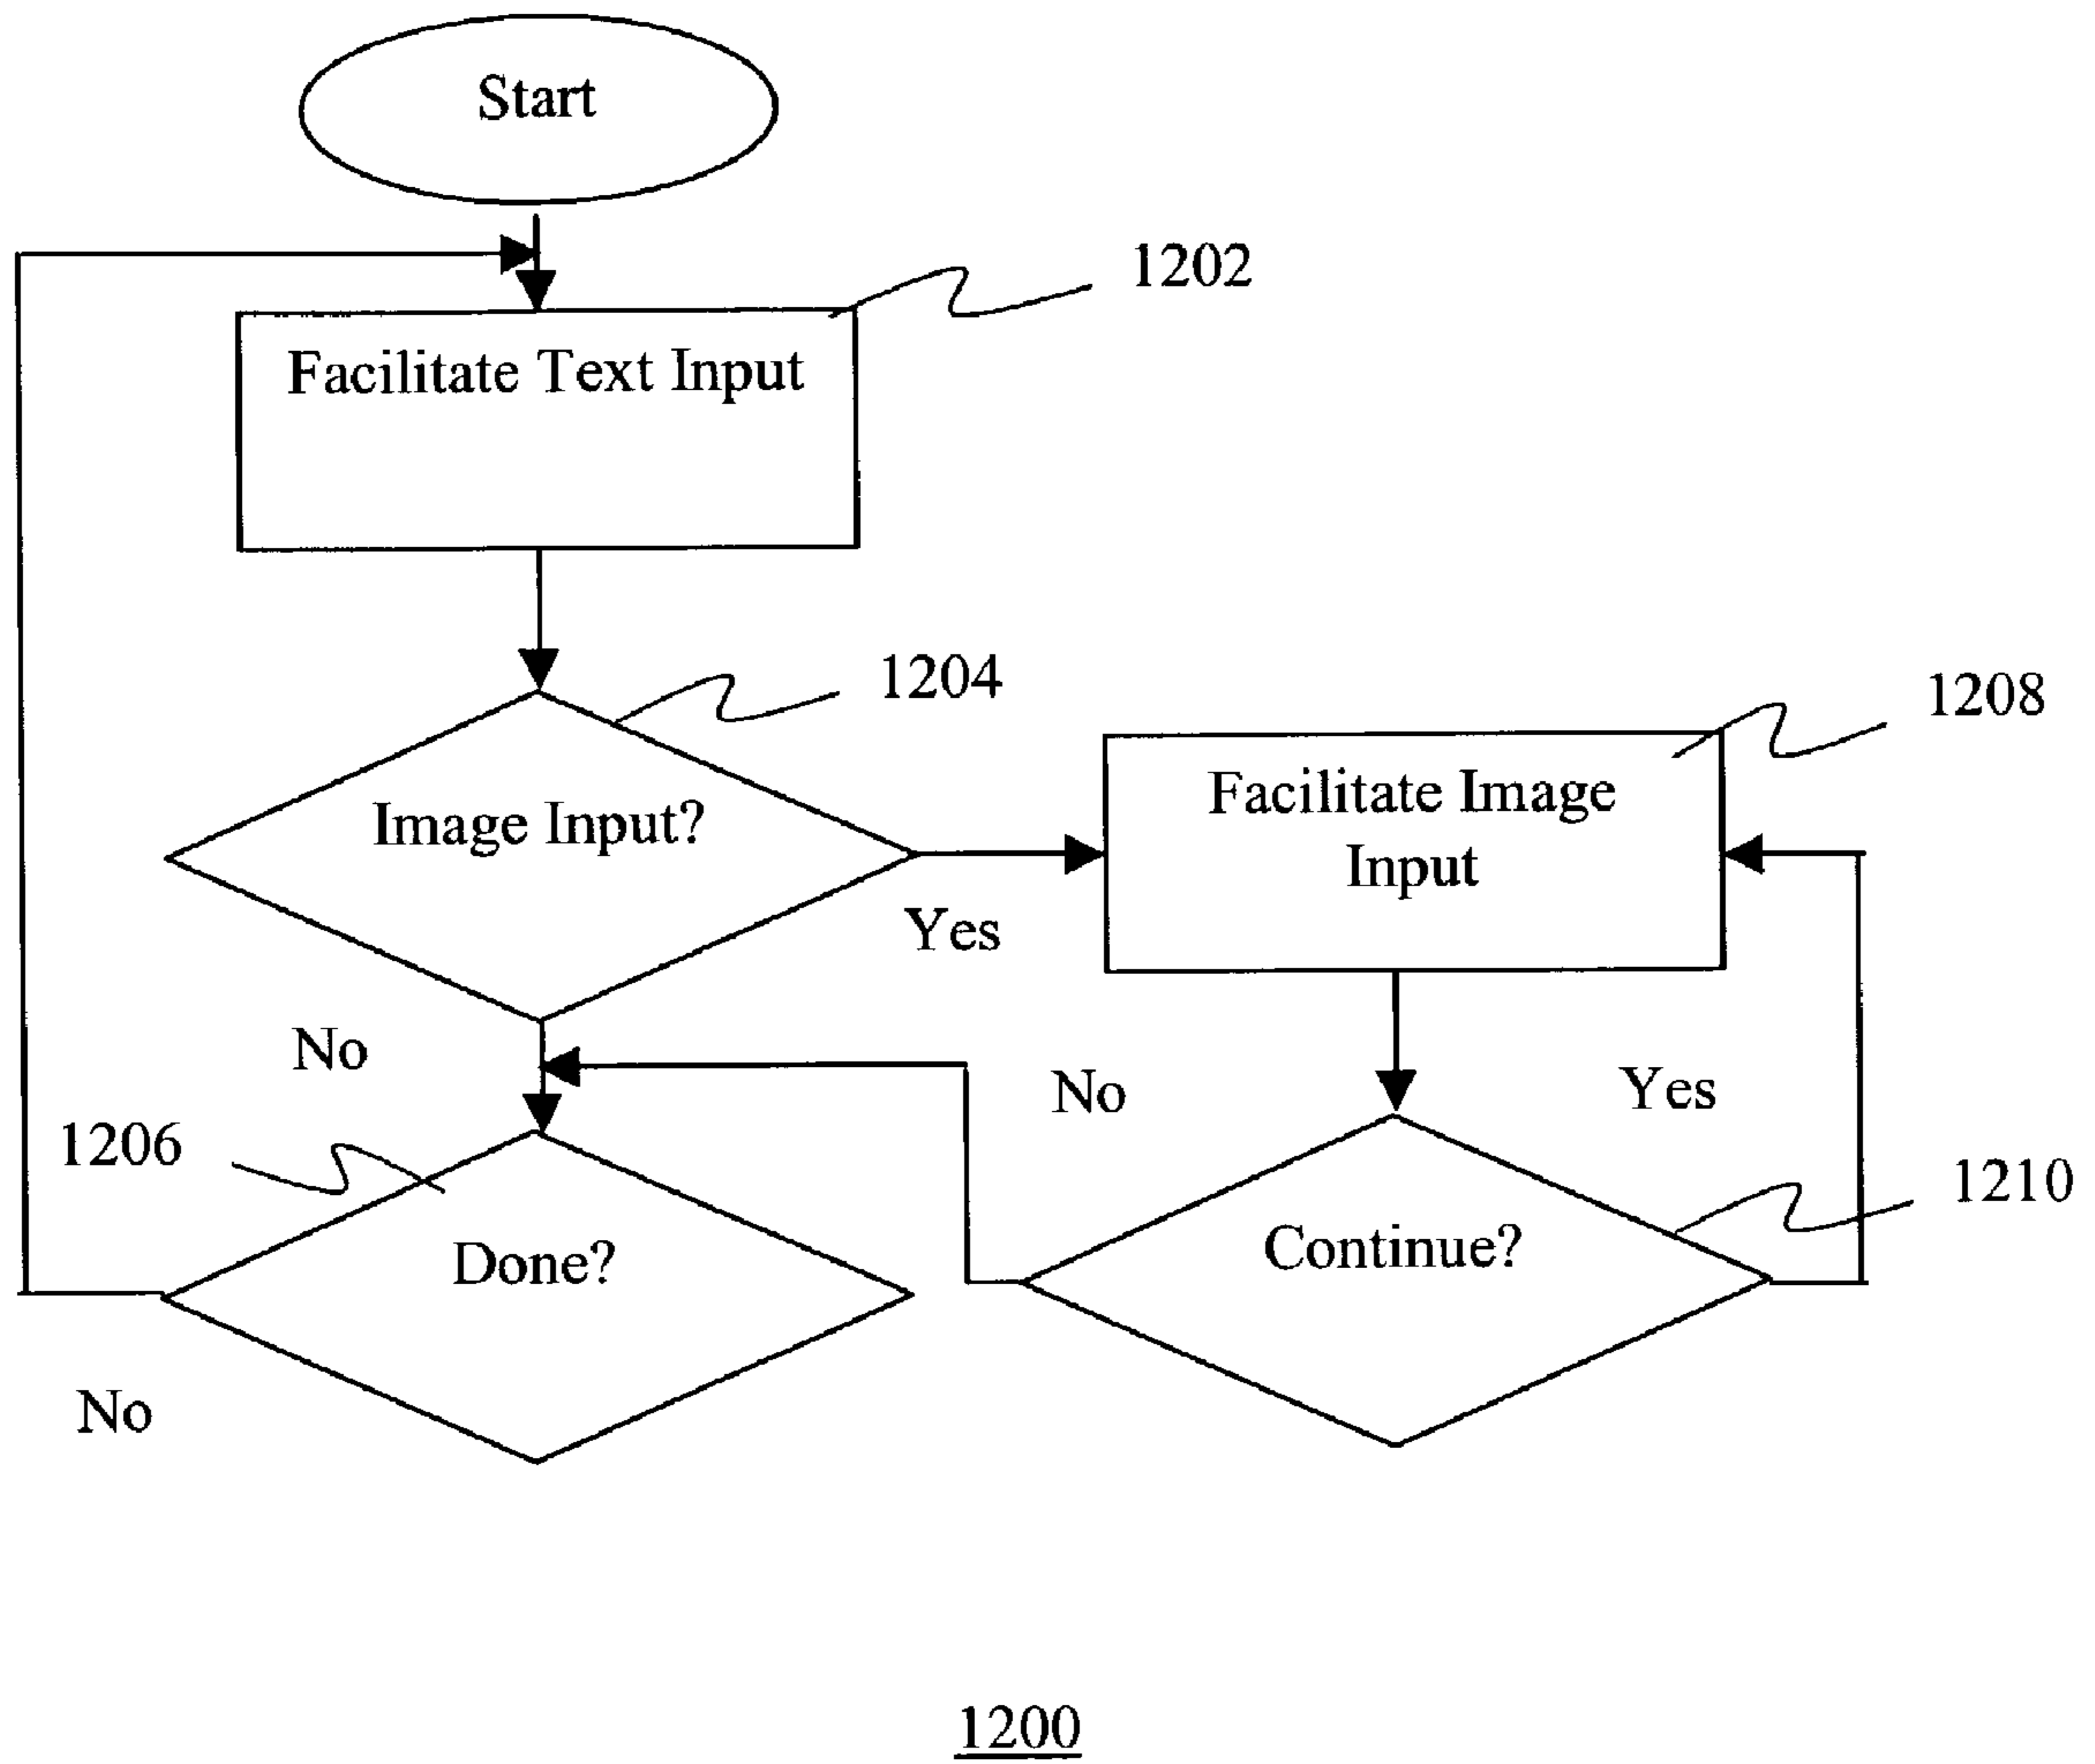 Start
1202
Facilitate Text Input
1204
1208
Image Input?
Facilitate Image
Input
Yes
No
No
Yes
1206
1210
Done?
Continue?
No
1200